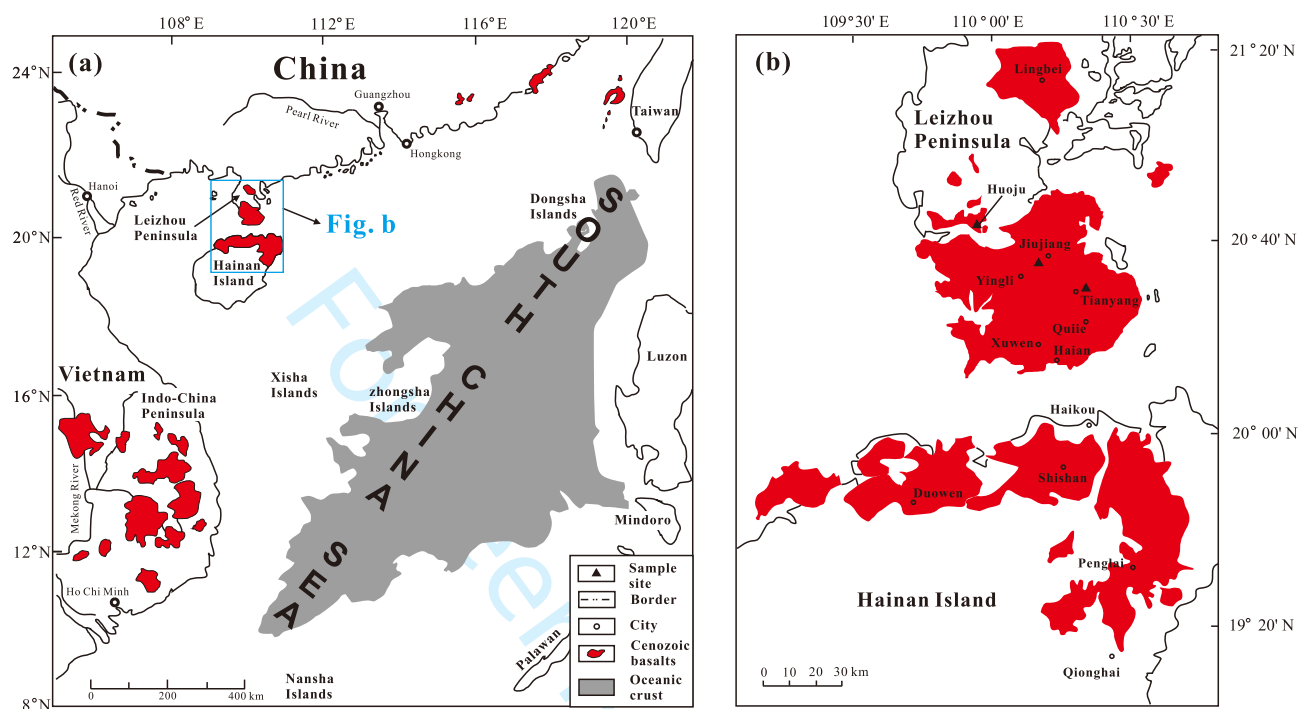 108°E
112°E
116°E
120°E
(a)
China
24°N
20°N
16°N
12°N
8°N
Guangzhou
Pearl River
Hongkong
Taiwan
Hanoi
Red River
Leizhou
Peninsula
Fig. b
Hainan
Island
Dongsha
Islands
SOUTH CHINA SEA
Luzon
Vietnam
Xisha
Islands
zhongsha
Islands
Indo-China
Peninsula
Mekong River
Mindoro
Ho Chi Minh
Palawan
Nansha
Islands
0 200 400 km
Sample
site
Border
City
Cenozoic
basalts
Oceanic
crust
109°30' E
110°00' E
110°30' E
(b)
21°20' N
20°40' N
20°00' N
19°20' N
Lingbei
Leizhou
Peninsula
Huoju
Jiujiang
Yingli
Tianyang
Quiie
Xuwen
Haian
Haikou
Shishan
Duowen
Penglai
Hainan Island
Qionghai
0 10 20 30 km